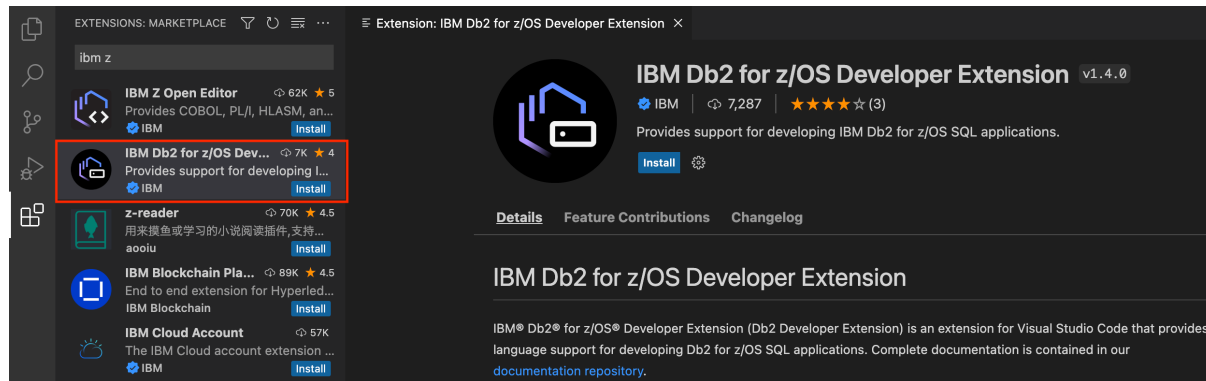 EXTENSIONS: MARKETPLACE
ibm z
IBM Z Open Editor 62K ★ 5
Provides COBOL, PL/I, HLASM, an...
IBM Install
IBM Db2 for z/OS Dev... 7K ★ 4
Provides support for developing I...
IBM Install
z-reader 70K ★ 4.5
用来摸鱼或学习的小说阅读插件,支持...
aooiu Install
IBM Blockchain Pla... 89K ★ 4.5
End to end extension for Hyperled...
IBM Blockchain Install
IBM Cloud Account 57K
The IBM Cloud account extension ...
IBM Install
Extension: IBM Db2 for z/OS Developer Extension
IBM Db2 for z/OS Developer Extension v1.4.0
IBM 7,287 ★★★★☆(3)
Provides support for developing IBM Db2 for z/OS SQL applications.
Install
Details Feature Contributions Changelog
IBM Db2 for z/OS Developer Extension
IBM® Db2® for z/OS® Developer Extension (Db2 Developer Extension) is an extension for Visual Studio Code that provides
language support for developing Db2 for z/OS SQL applications. Complete documentation is contained in our
documentation repository.